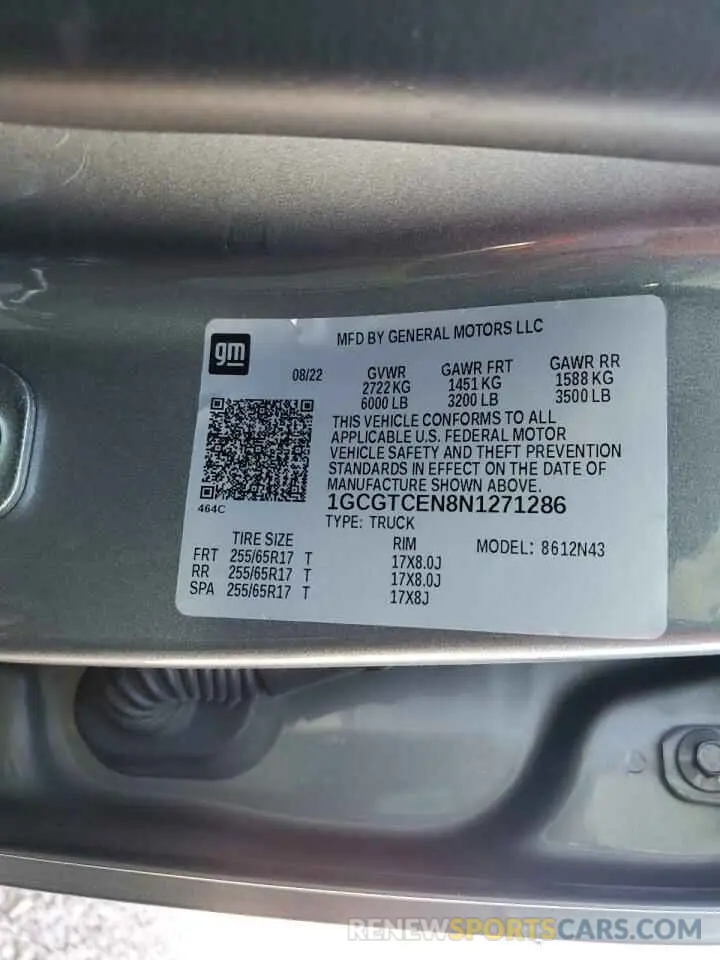 gm
MFD BY GENERAL MOTORS LLC
08/22 GVWR GAWR FRT GAWR RR
2722 KG 1451 KG 1588 KG
6000 LB 3200 LB 3500 LB
THIS VEHICLE CONFORMS TO ALL
APPLICABLE U.S. FEDERAL MOTOR
VEHICLE SAFETY AND THEFT PREVENTION
STANDARDS IN EFFECT ON THE DATE OF
MANUFACTURE SHOWN ABOVE.
464C
1GCGTCEN8N1271286
TYPE: TRUCK
TIRE SIZE RIM MODEL: 8612N43
FRT 255/65R17 T 17X8.0J
RR 255/65R17 T 17X8.0J
SPA 255/65R17 T 17X8J
RENEWSPORTSCARS.COM